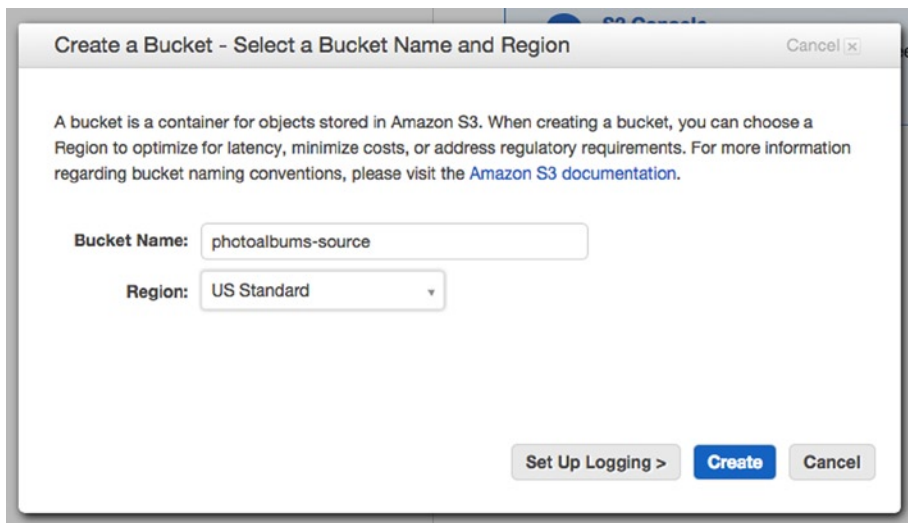 S3 Console
Create a Bucket - Select a Bucket Name and Region
Cancel x
A bucket is a container for objects stored in Amazon S3. When creating a bucket, you can choose a
Region to optimize for latency, minimize costs, or address regulatory requirements. For more information
regarding bucket naming conventions, please visit the Amazon S3 documentation.
Bucket Name: photoalbums-source
Region: US Standard
Set Up Logging > Create Cancel